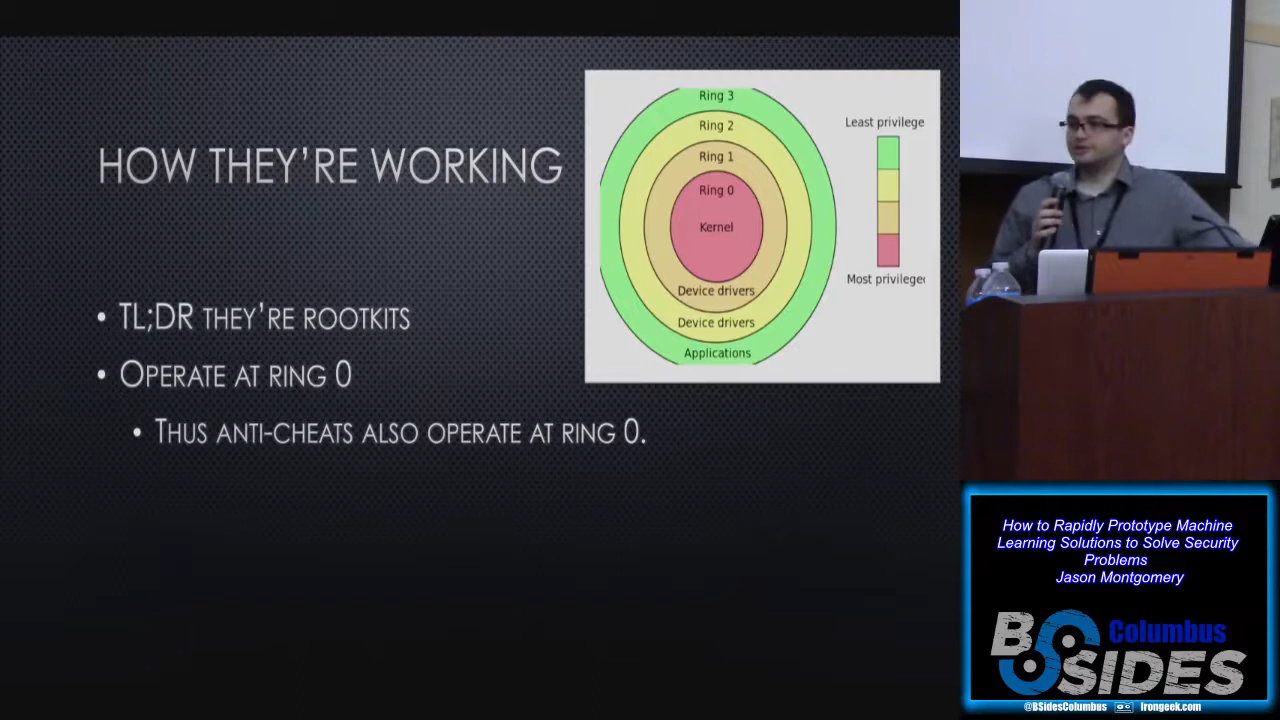 HOW THEY'RE WORKING
• TL;DR THEY'RE ROOTKITS
• OPERATE AT RING 0
• THUS ANTI-CHEATS ALSO OPERATE AT RING 0.
Ring 3
Ring 2
Ring 1
Ring 0
Kernel
Device drivers
Device drivers
Applications
Least privilege
Most privileged
How to Rapidly Prototype Machine
Learning Solutions to Solve Security
Problems
Jason Montgomery
BSIDES
Columbus
@BSidesColumbus Irongeek.com